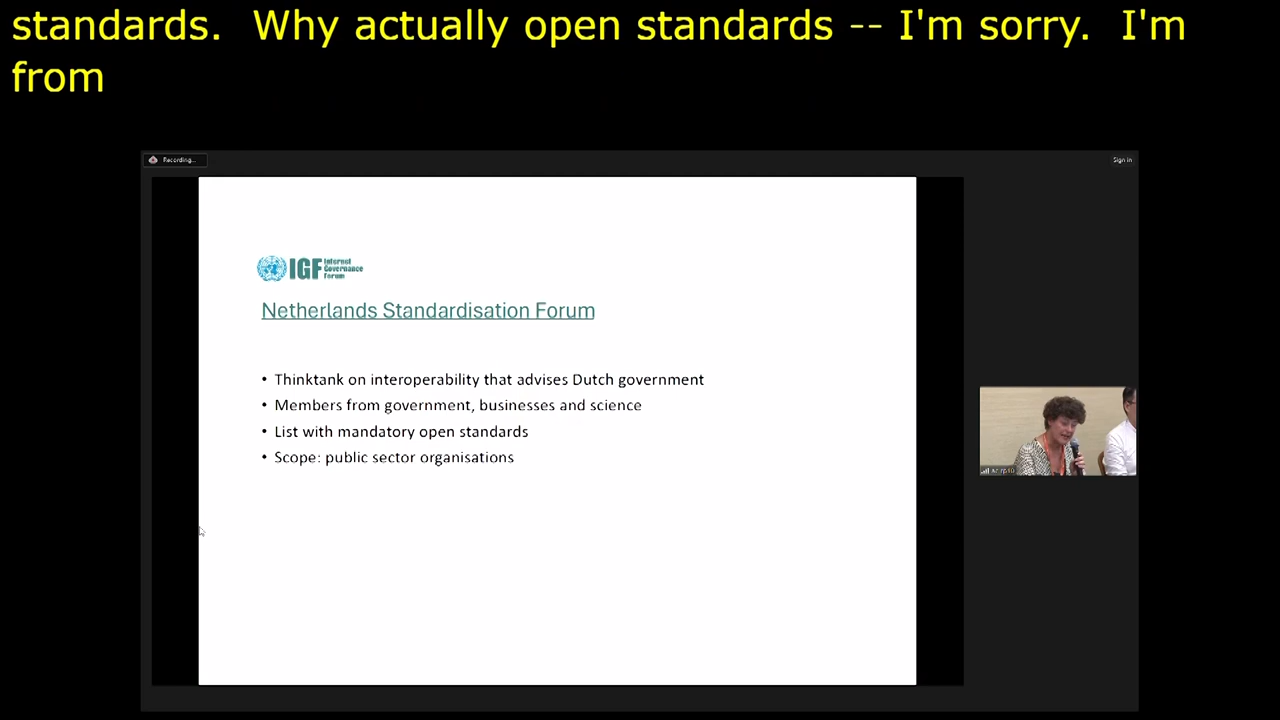 standards.  Why actually open standards -- I'm sorry.  I'm
from
Recording...
Sign in
IGF Internet
Governance
Forum
Netherlands Standardisation Forum
• Thinktank on interoperability that advises Dutch government
• Members from government, businesses and science
• List with mandatory open standards
• Scope: public sector organisations